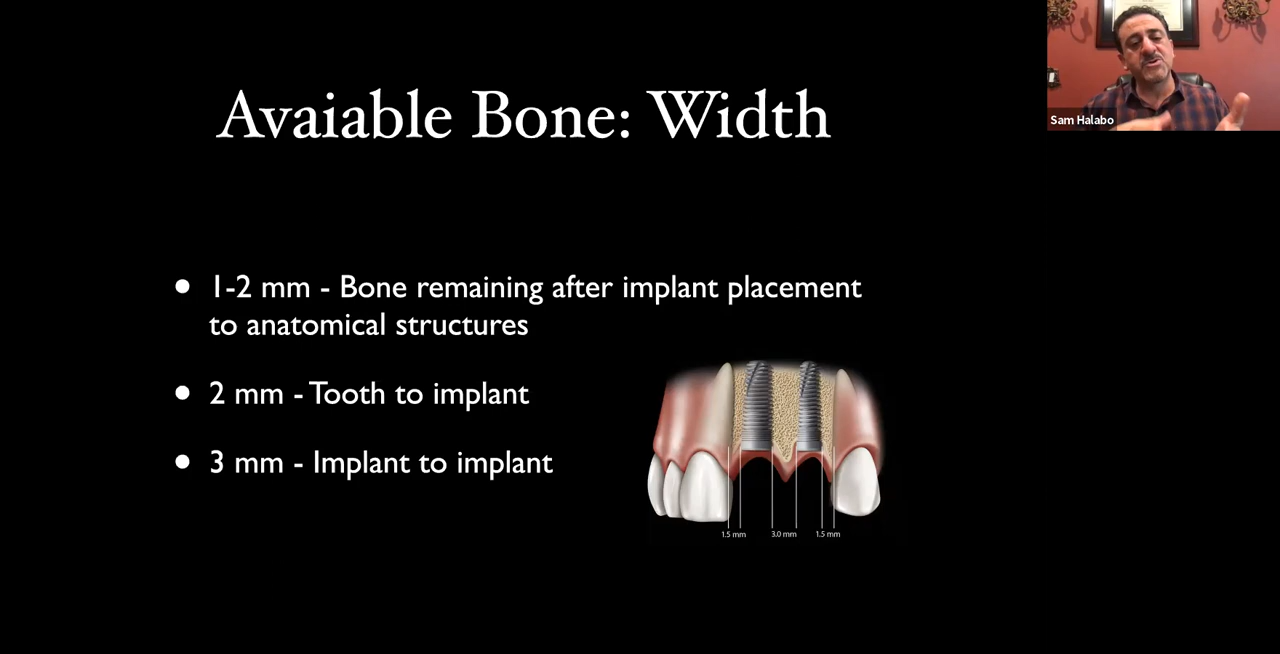 Avaiable Bone: Width
Sam Halabo
• 1-2 mm - Bone remaining after implant placement
to anatomical structures
• 2 mm - Tooth to implant
• 3 mm - Implant to implant
1.5 mm 3.0 mm 1.5 mm